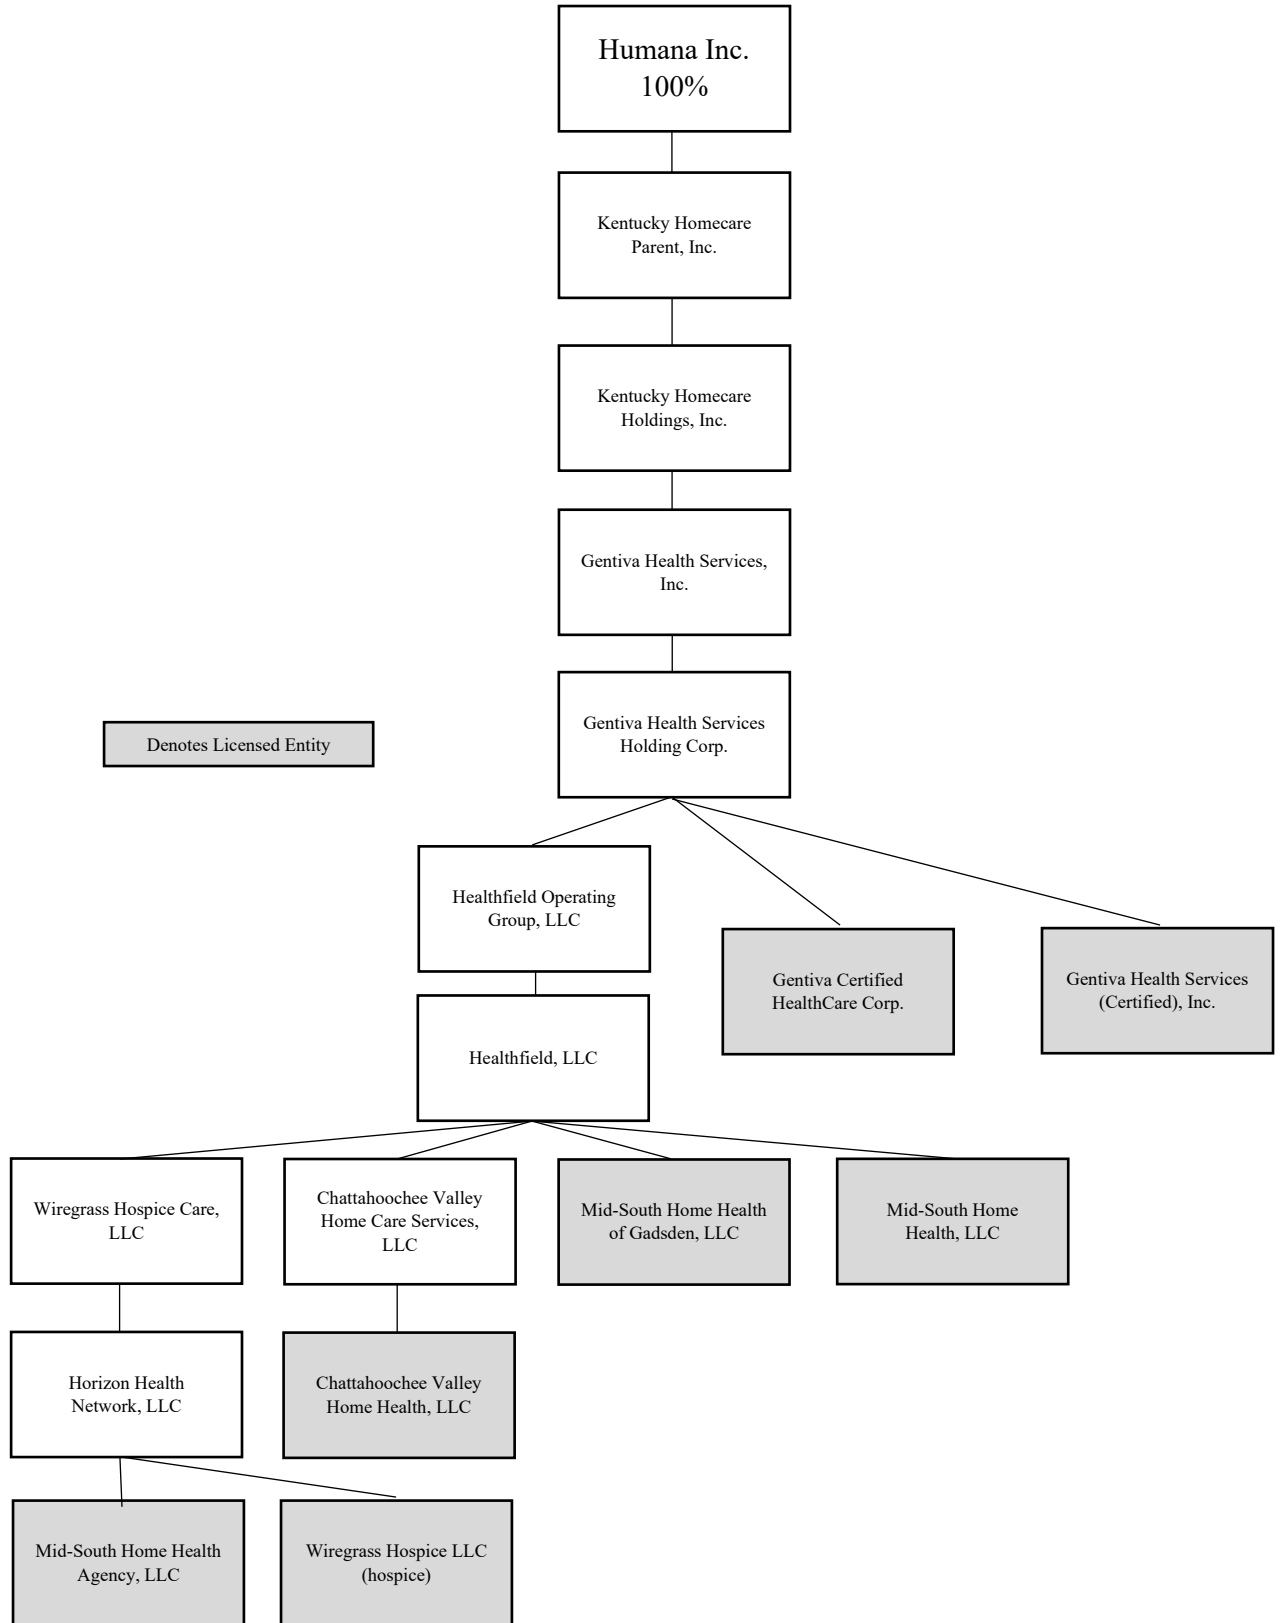 Humana Inc.
100%
Kentucky Homecare
Parent, Inc.
Kentucky Homecare
Holdings, Inc.
Gentiva Health Services,
Inc.
Gentiva Health Services
Holding Corp.
Denotes Licensed Entity
Healthfield Operating
Group, LLC
Gentiva Certified
HealthCare Corp.
Gentiva Health Services
(Certified), Inc.
Healthfield, LLC
Wiregrass Hospice Care,
LLC
Chattahoochee Valley
Home Care Services,
LLC
Mid-South Home Health
of Gadsden, LLC
Mid-South Home
Health, LLC
Horizon Health
Network, LLC
Chattahoochee Valley
Home Health, LLC
Mid-South Home Health
Agency, LLC
Wiregrass Hospice LLC
(hospice)